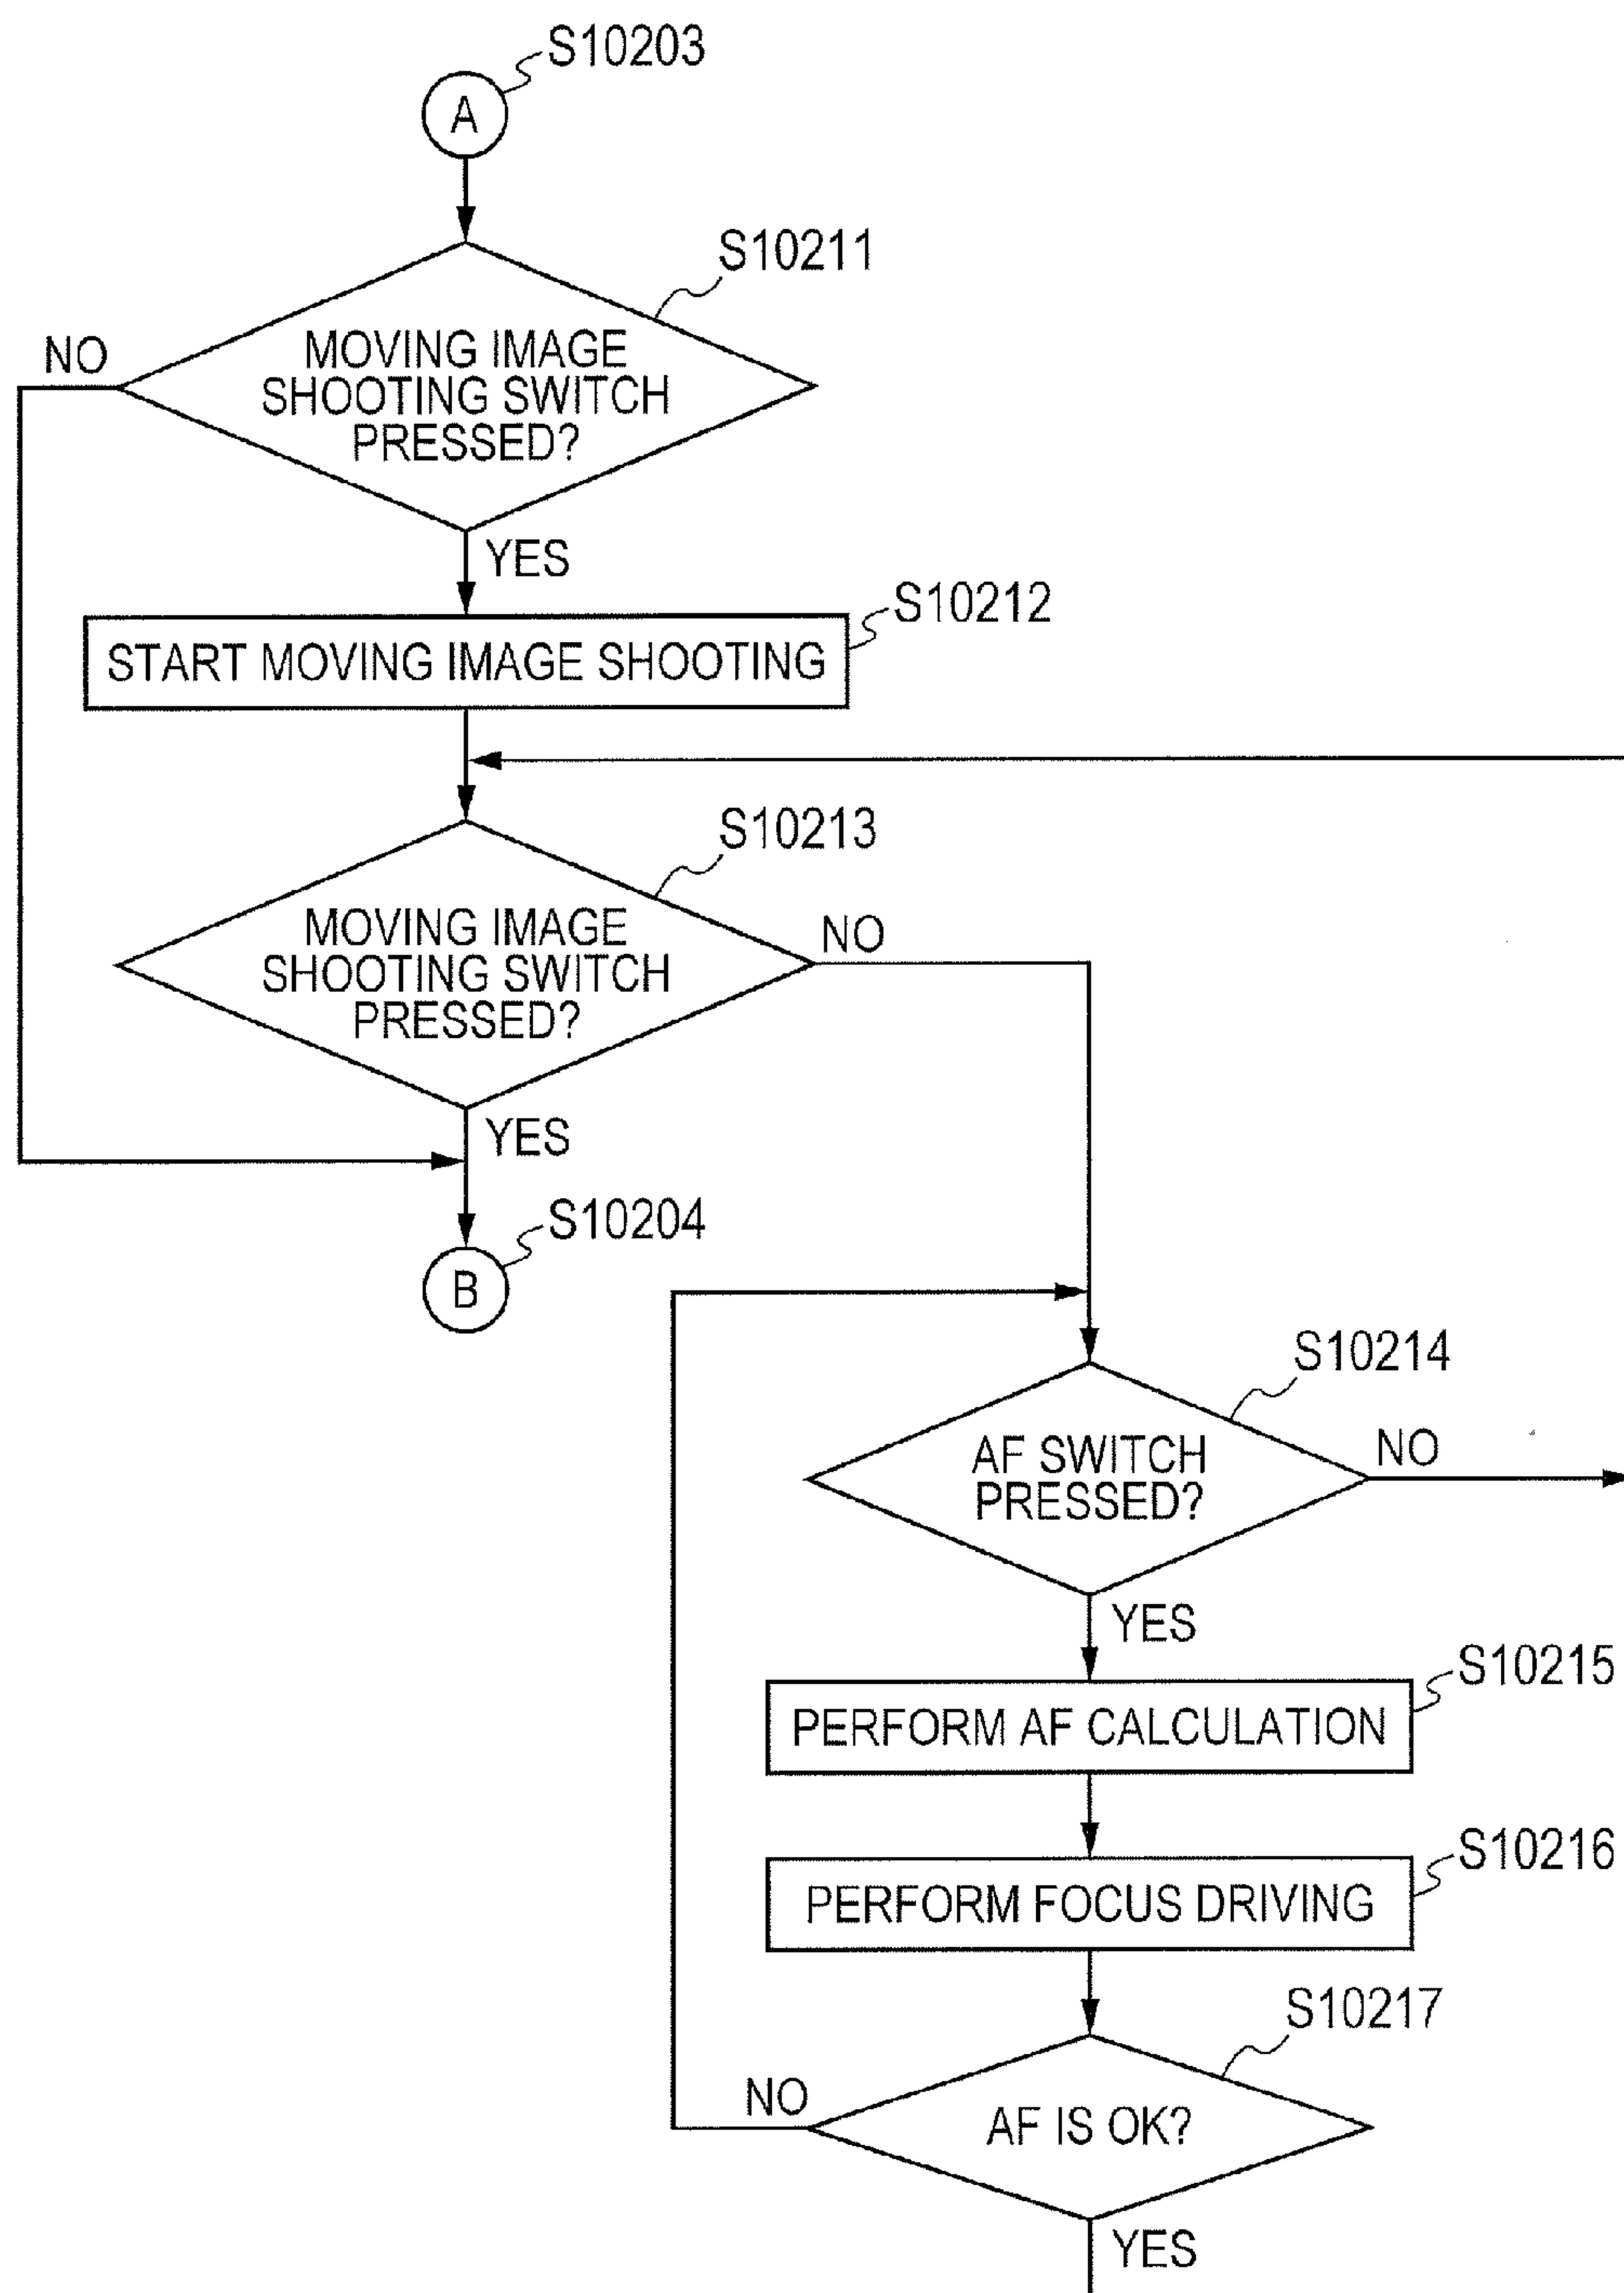 S10203
A
S10211
NO
MOVING IMAGE
SHOOTING SWITCH
PRESSED?
YES
S10212
START MOVING IMAGE SHOOTING
S10213
MOVING IMAGE
SHOOTING SWITCH
PRESSED?
NO
YES
S10204
B
S10214
AF SWITCH
PRESSED?
NO
YES
S10215
PERFORM AF CALCULATION
S10216
PERFORM FOCUS DRIVING
S10217
NO
AF IS OK?
YES